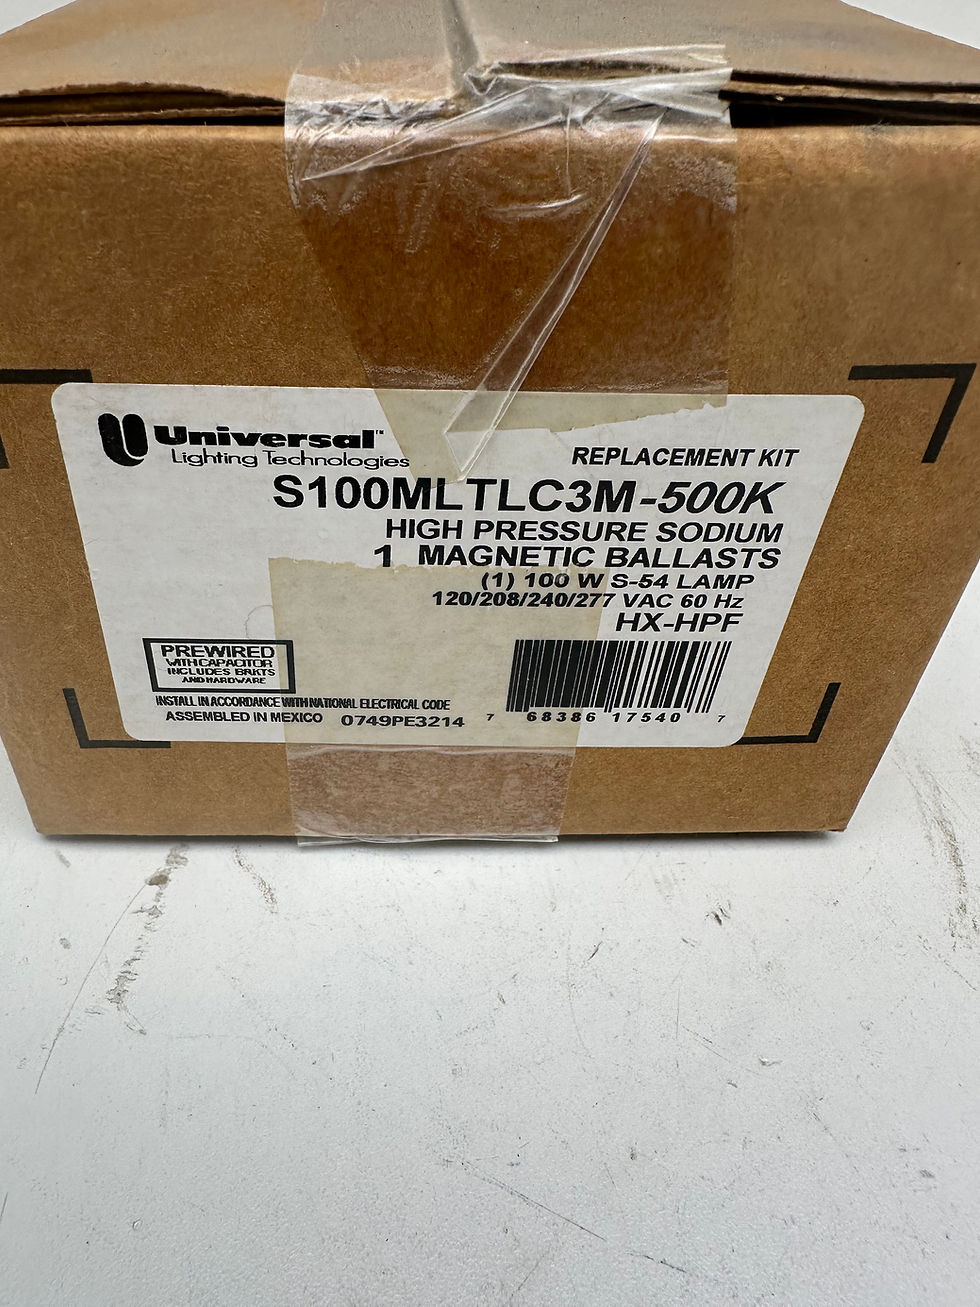 Universal™
Lighting Technologies
REPLACEMENT KIT
S100MLTLC3M-500K
HIGH PRESSURE SODIUM
1 MAGNETIC BALLASTS
(1) 100 W S-54 LAMP
120/208/240/277 VAC 60 Hz
HX-HPF
PREWIRED
WITH CAPACITOR
INCLUDES BRKTS
AND HARDWARE
INSTALL IN ACCORDANCE WITH NATIONAL ELECTRICAL CODE
ASSEMBLED IN MEXICO 0749PE3214
7 68386 17540 7